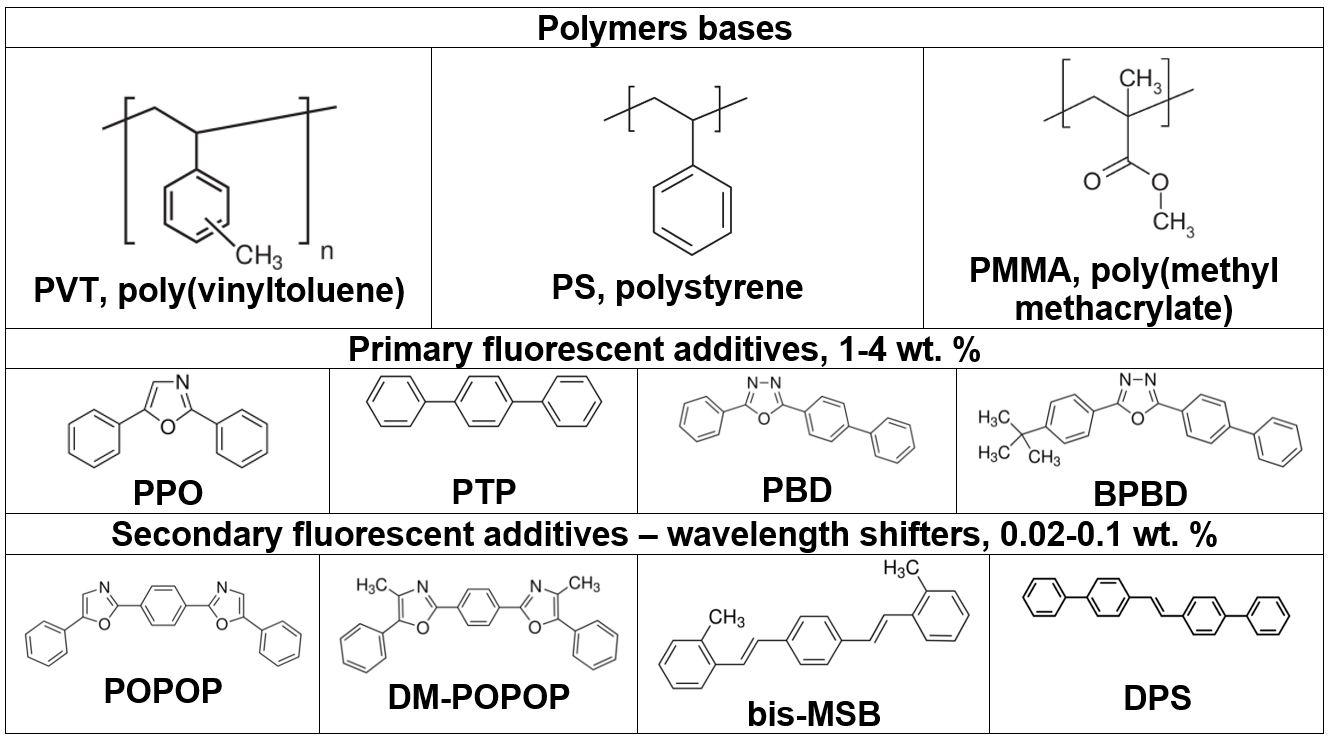 Polymers bases
CH₃
n
PVT, poly(vinyltoluene)
PS, polystyrene
CH₃
O
O
CH₃
PMMA, poly(methyl
methacrylate)
Primary fluorescent additives, 1-4 wt. %
N
O
PPO
PTP
N–N
O
PBD
N–N
O
H₃C
H₃C
CH₃
BPBD
Secondary fluorescent additives – wavelength shifters, 0.02-0.1 wt. %
N
N
O
O
POPOP
H₃C
N
N
CH₃
O
O
DM-POPOP
H₃C
CH₃
bis-MSB
DPS